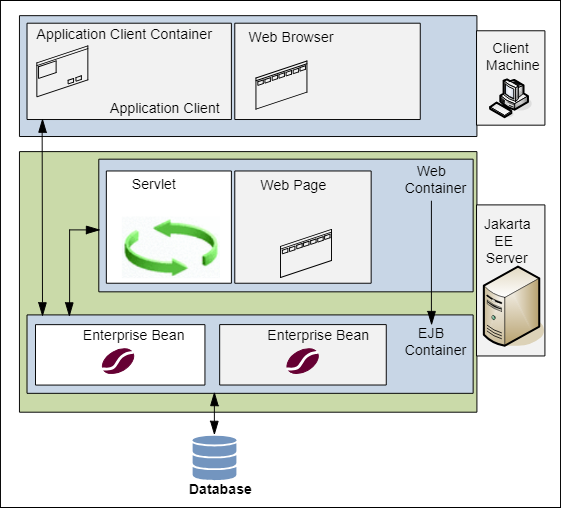 Application Client Container
Application Client
Web Browser
Client
Machine
Servlet
Web Page
Web
Container
Jakarta
EE
Server
Enterprise Bean
Enterprise Bean
EJB
Container
Database